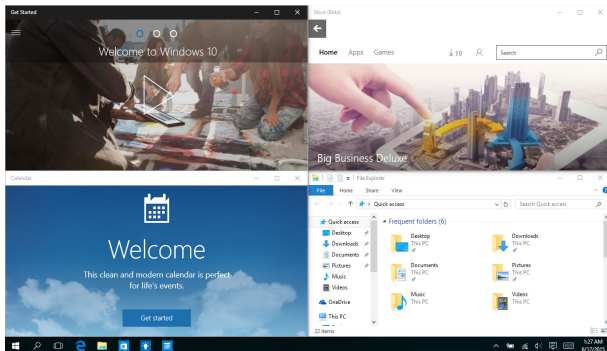 Get Started
Welcome to Windows 10
Store (Beta)
Home Apps Games
19
Search
Big Business Deluxe
Calendar
Welcome
This clean and modern calendar is perfect
for life's events.
Get started
File Explorer
File Home Share View
Quick access
Search Quick access
Quick access
Desktop
Downloads
Documents
Pictures
Music
Videos
OneDrive
This PC
Frequent folders (6)
Desktop
This PC
Downloads
This PC
Documents
This PC
Pictures
This PC
Music
This PC
Videos
This PC
22 items
1:27 AM
6/17/2015